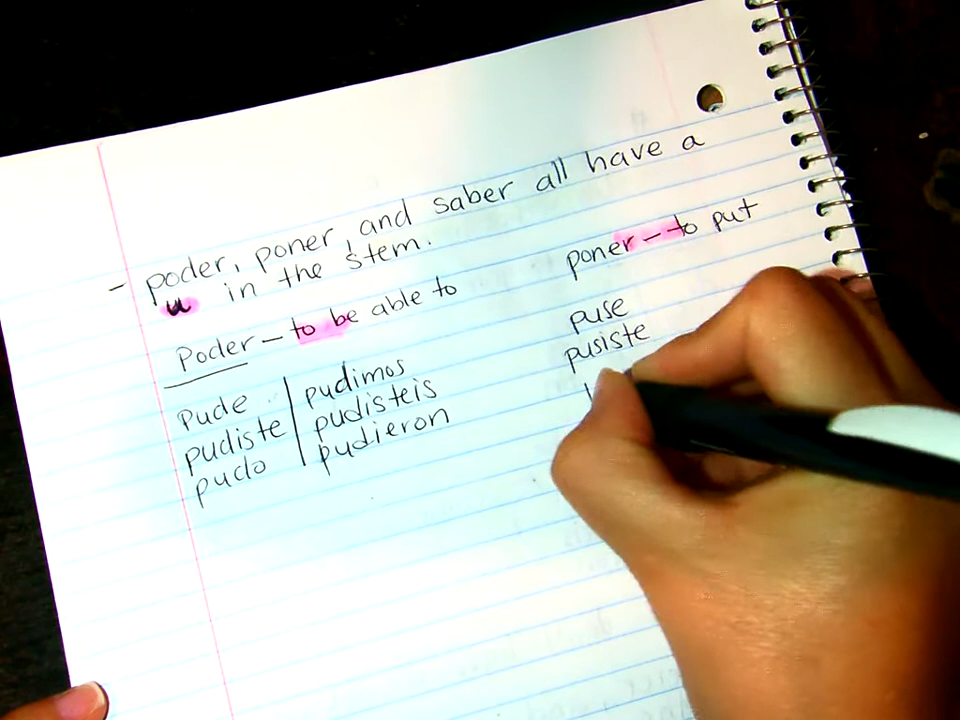 - poder, poner, and saber all have a
u in the stem.
Poder - to be able to
pude
pudiste
pudo
pudimos
pudisteis
pudieron
poner - to put
puse
pusiste